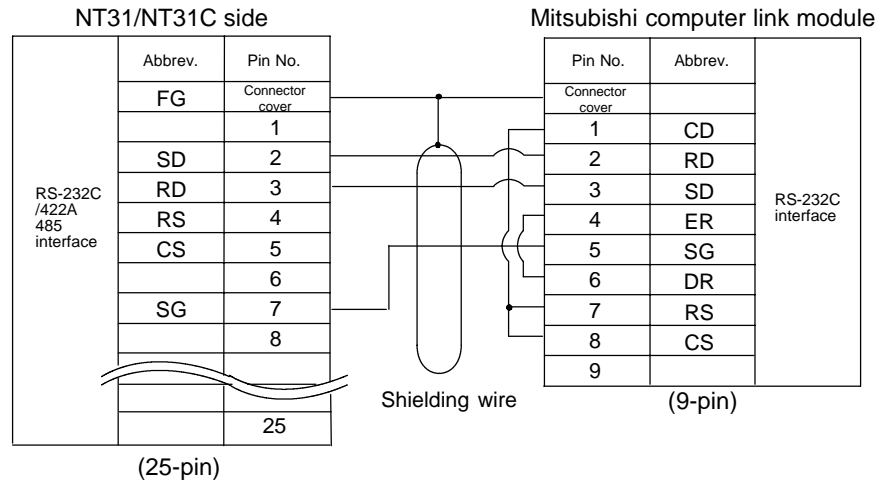 NT31/NT31C side
Mitsubishi computer link module
Abbrev. Pin No.
FG Connector cover
1
SD 2
RD 3
RS 4
CS 5
6
SG 7
8
25
RS-232C
/422A
485
interface
(25-pin)
Shielding wire
Pin No. Abbrev.
Connector cover
1 CD
2 RD
3 SD
4 ER
5 SG
6 DR
7 RS
8 CS
9
RS-232C
interface
(9-pin)